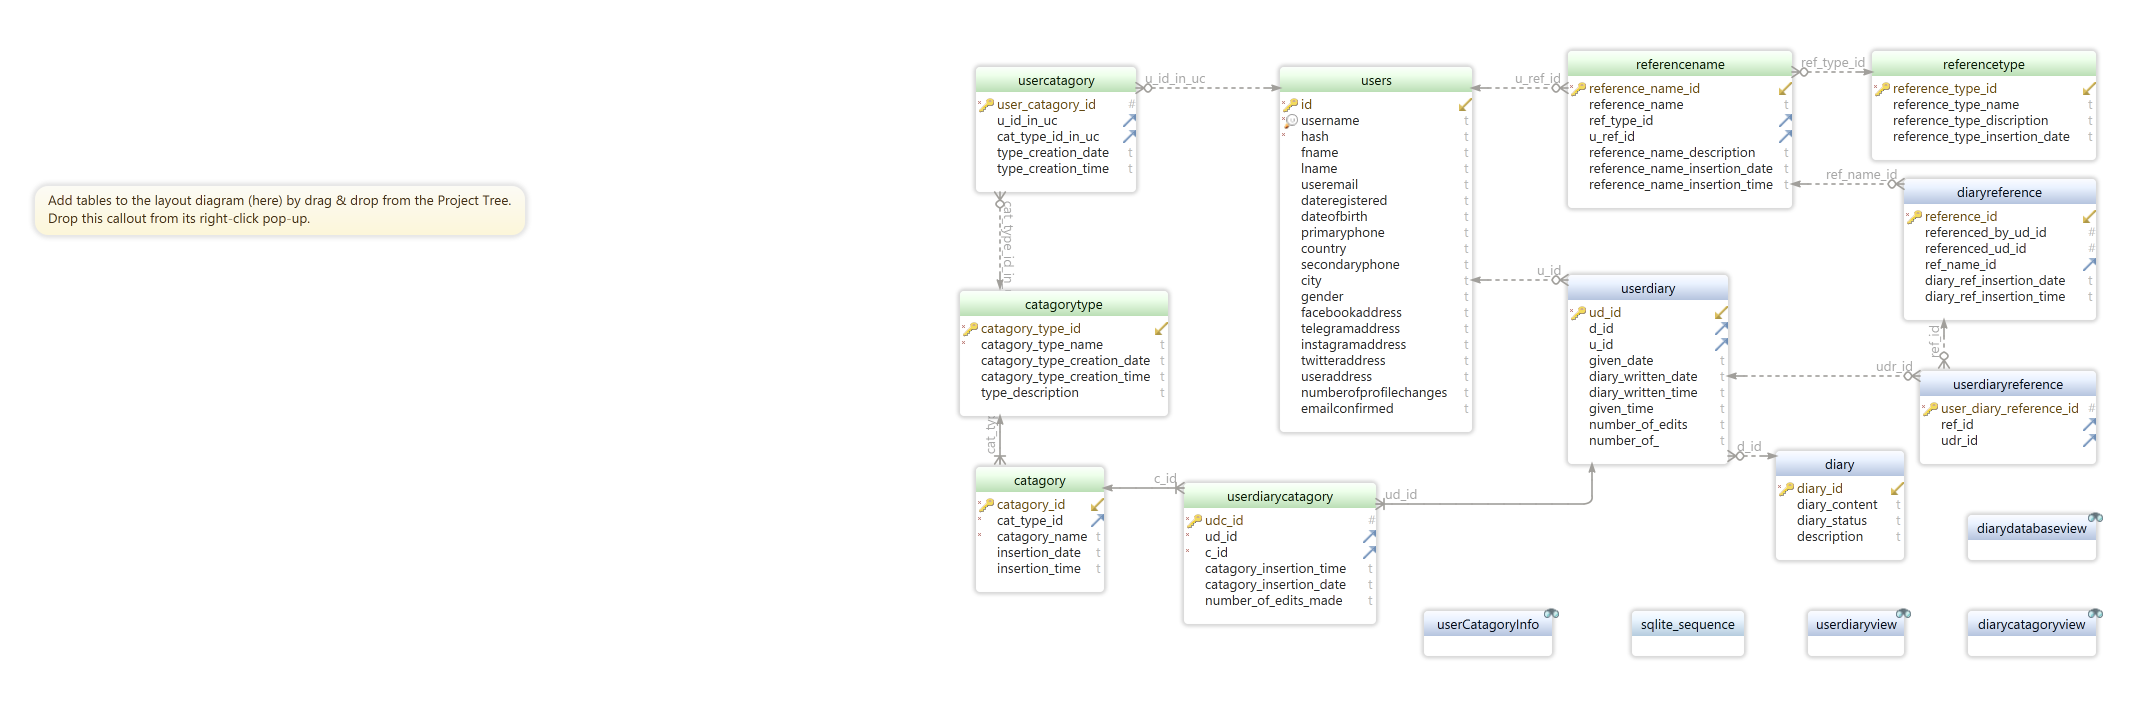 Add tables to the layout diagram (here) by drag & drop from the Project Tree.
Drop this callout from its right-click pop-up.
usercatagory
user_catagory_id #
u_id_in_uc
cat_type_id_in_uc
type_creation_date t
type_creation_time t
u_id_in_uc
cat_type_id_in_
catagorytype
catagory_type_id
catagory_type_name t
catagory_type_creation_date t
catagory_type_creation_time t
type_description t
cat_ty
catagory
catagory_id
cat_type_id
catagory_name t
insertion_date t
insertion_time t
c_id
userdiarycatagory
udc_id #
ud_id
c_id
catagory_insertion_time t
catagory_insertion_date t
number_of_edits_made t
ud_id
users
id
username t
hash t
fname t
lname t
useremail t
dateregistered t
dateofbirth t
primaryphone t
country t
secondaryphone t
city t
gender t
facebookaddress t
telegramaddress t
instagramaddress t
twitteraddress t
useraddress t
numberofprofilechanges t
emailconfirmed t
u_ref_id
referencename
reference_name_id
reference_name t
ref_type_id
u_ref_id
reference_name_description t
reference_name_insertion_date t
reference_name_insertion_time t
ref_type_id
referencetype
reference_type_id
reference_type_name t
reference_type_discription t
reference_type_insertion_date t
ref_name_id
diaryreference
reference_id
referenced_by_ud_id #
referenced_ud_id #
ref_name_id
diary_ref_insertion_date t
diary_ref_insertion_time t
u_id
userdiary
ud_id
d_id
u_id
given_date t
diary_written_date t
diary_written_time t
given_time t
number_of_edits t
number_of_ t
ref_id
udr_id
userdiaryreference
user_diary_reference_id #
ref_id
udr_id
d_id
diary
diary_id
diary_content t
diary_status t
description t
diarydatabaseview
userCatagoryInfo
sqlite_sequence
userdiaryview
diarycatagoryview